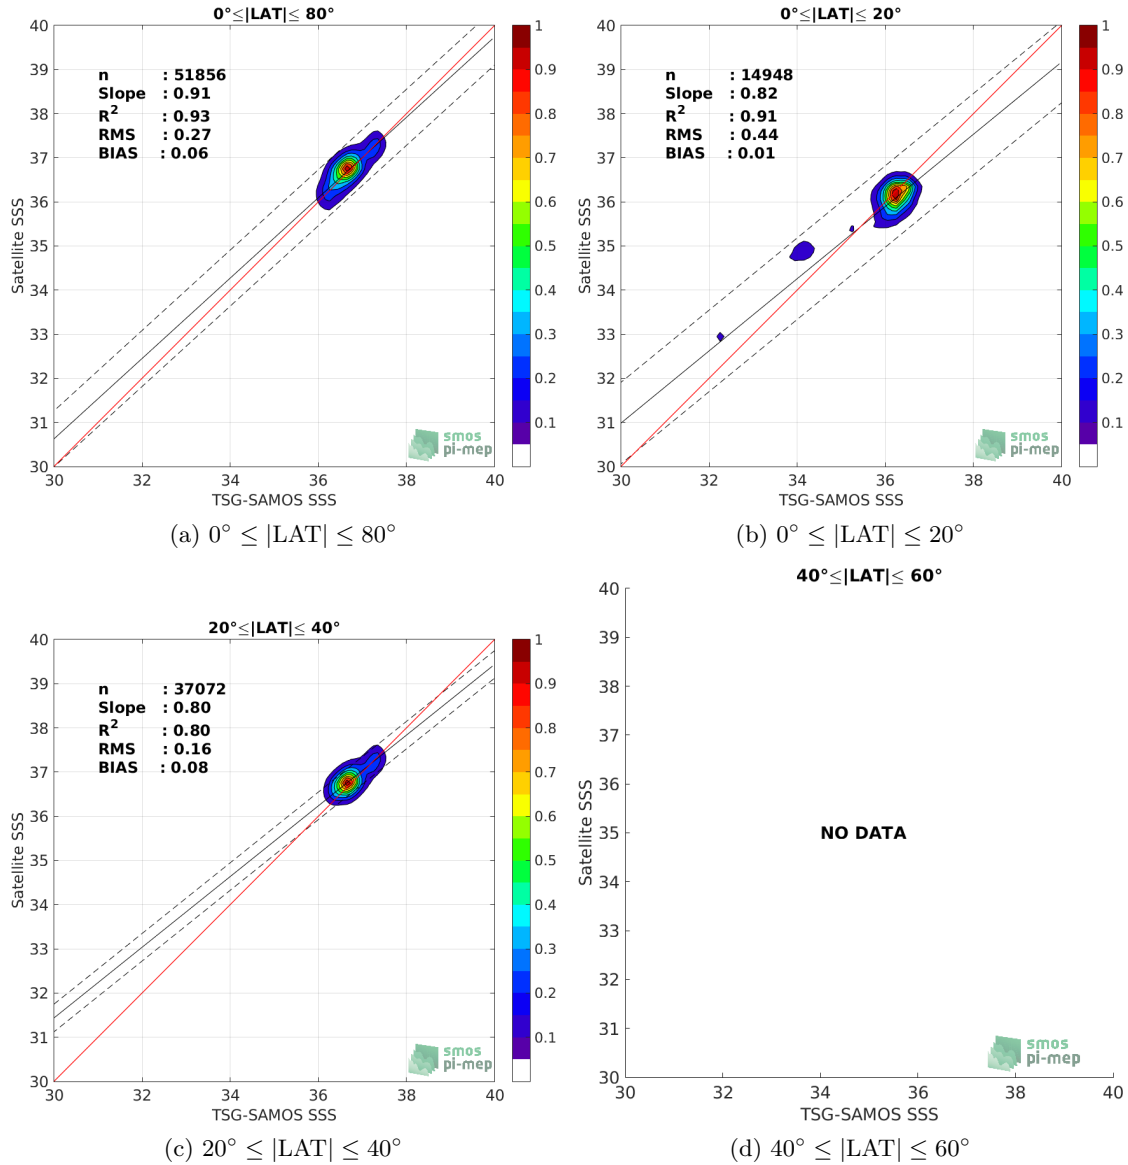 0°≤|LAT|≤ 80°
40
39
38
37
36
35
34
33
32
31
30
Satellite SSS
n : 51856
Slope : 0.91
R² : 0.93
RMS : 0.27
BIAS : 0.06
smos
pi-mep
30 32 34 36 38 40
TSG-SAMOS SSS
1
0.9
0.8
0.7
0.6
0.5
0.4
0.3
0.2
0.1
(a) 0° ≤ |LAT| ≤ 80°
0°≤|LAT|≤ 20°
40
39
38
37
36
35
34
33
32
31
30
Satellite SSS
n : 14948
Slope : 0.82
R² : 0.91
RMS : 0.44
BIAS : 0.01
smos
pi-mep
30 32 34 36 38 40
TSG-SAMOS SSS
1
0.9
0.8
0.7
0.6
0.5
0.4
0.3
0.2
0.1
(b) 0° ≤ |LAT| ≤ 20°
20°≤|LAT|≤ 40°
40
39
38
37
36
35
34
33
32
31
30
Satellite SSS
n : 37072
Slope : 0.80
R² : 0.80
RMS : 0.16
BIAS : 0.08
smos
pi-mep
30 32 34 36 38 40
TSG-SAMOS SSS
1
0.9
0.8
0.7
0.6
0.5
0.4
0.3
0.2
0.1
(c) 20° ≤ |LAT| ≤ 40°
40°≤|LAT|≤ 60°
40
39
38
37
36
35
34
33
32
31
30
Satellite SSS
NO DATA
smos
pi-mep
30 32 34 36 38 40
TSG-SAMOS SSS
(d) 40° ≤ |LAT| ≤ 60°